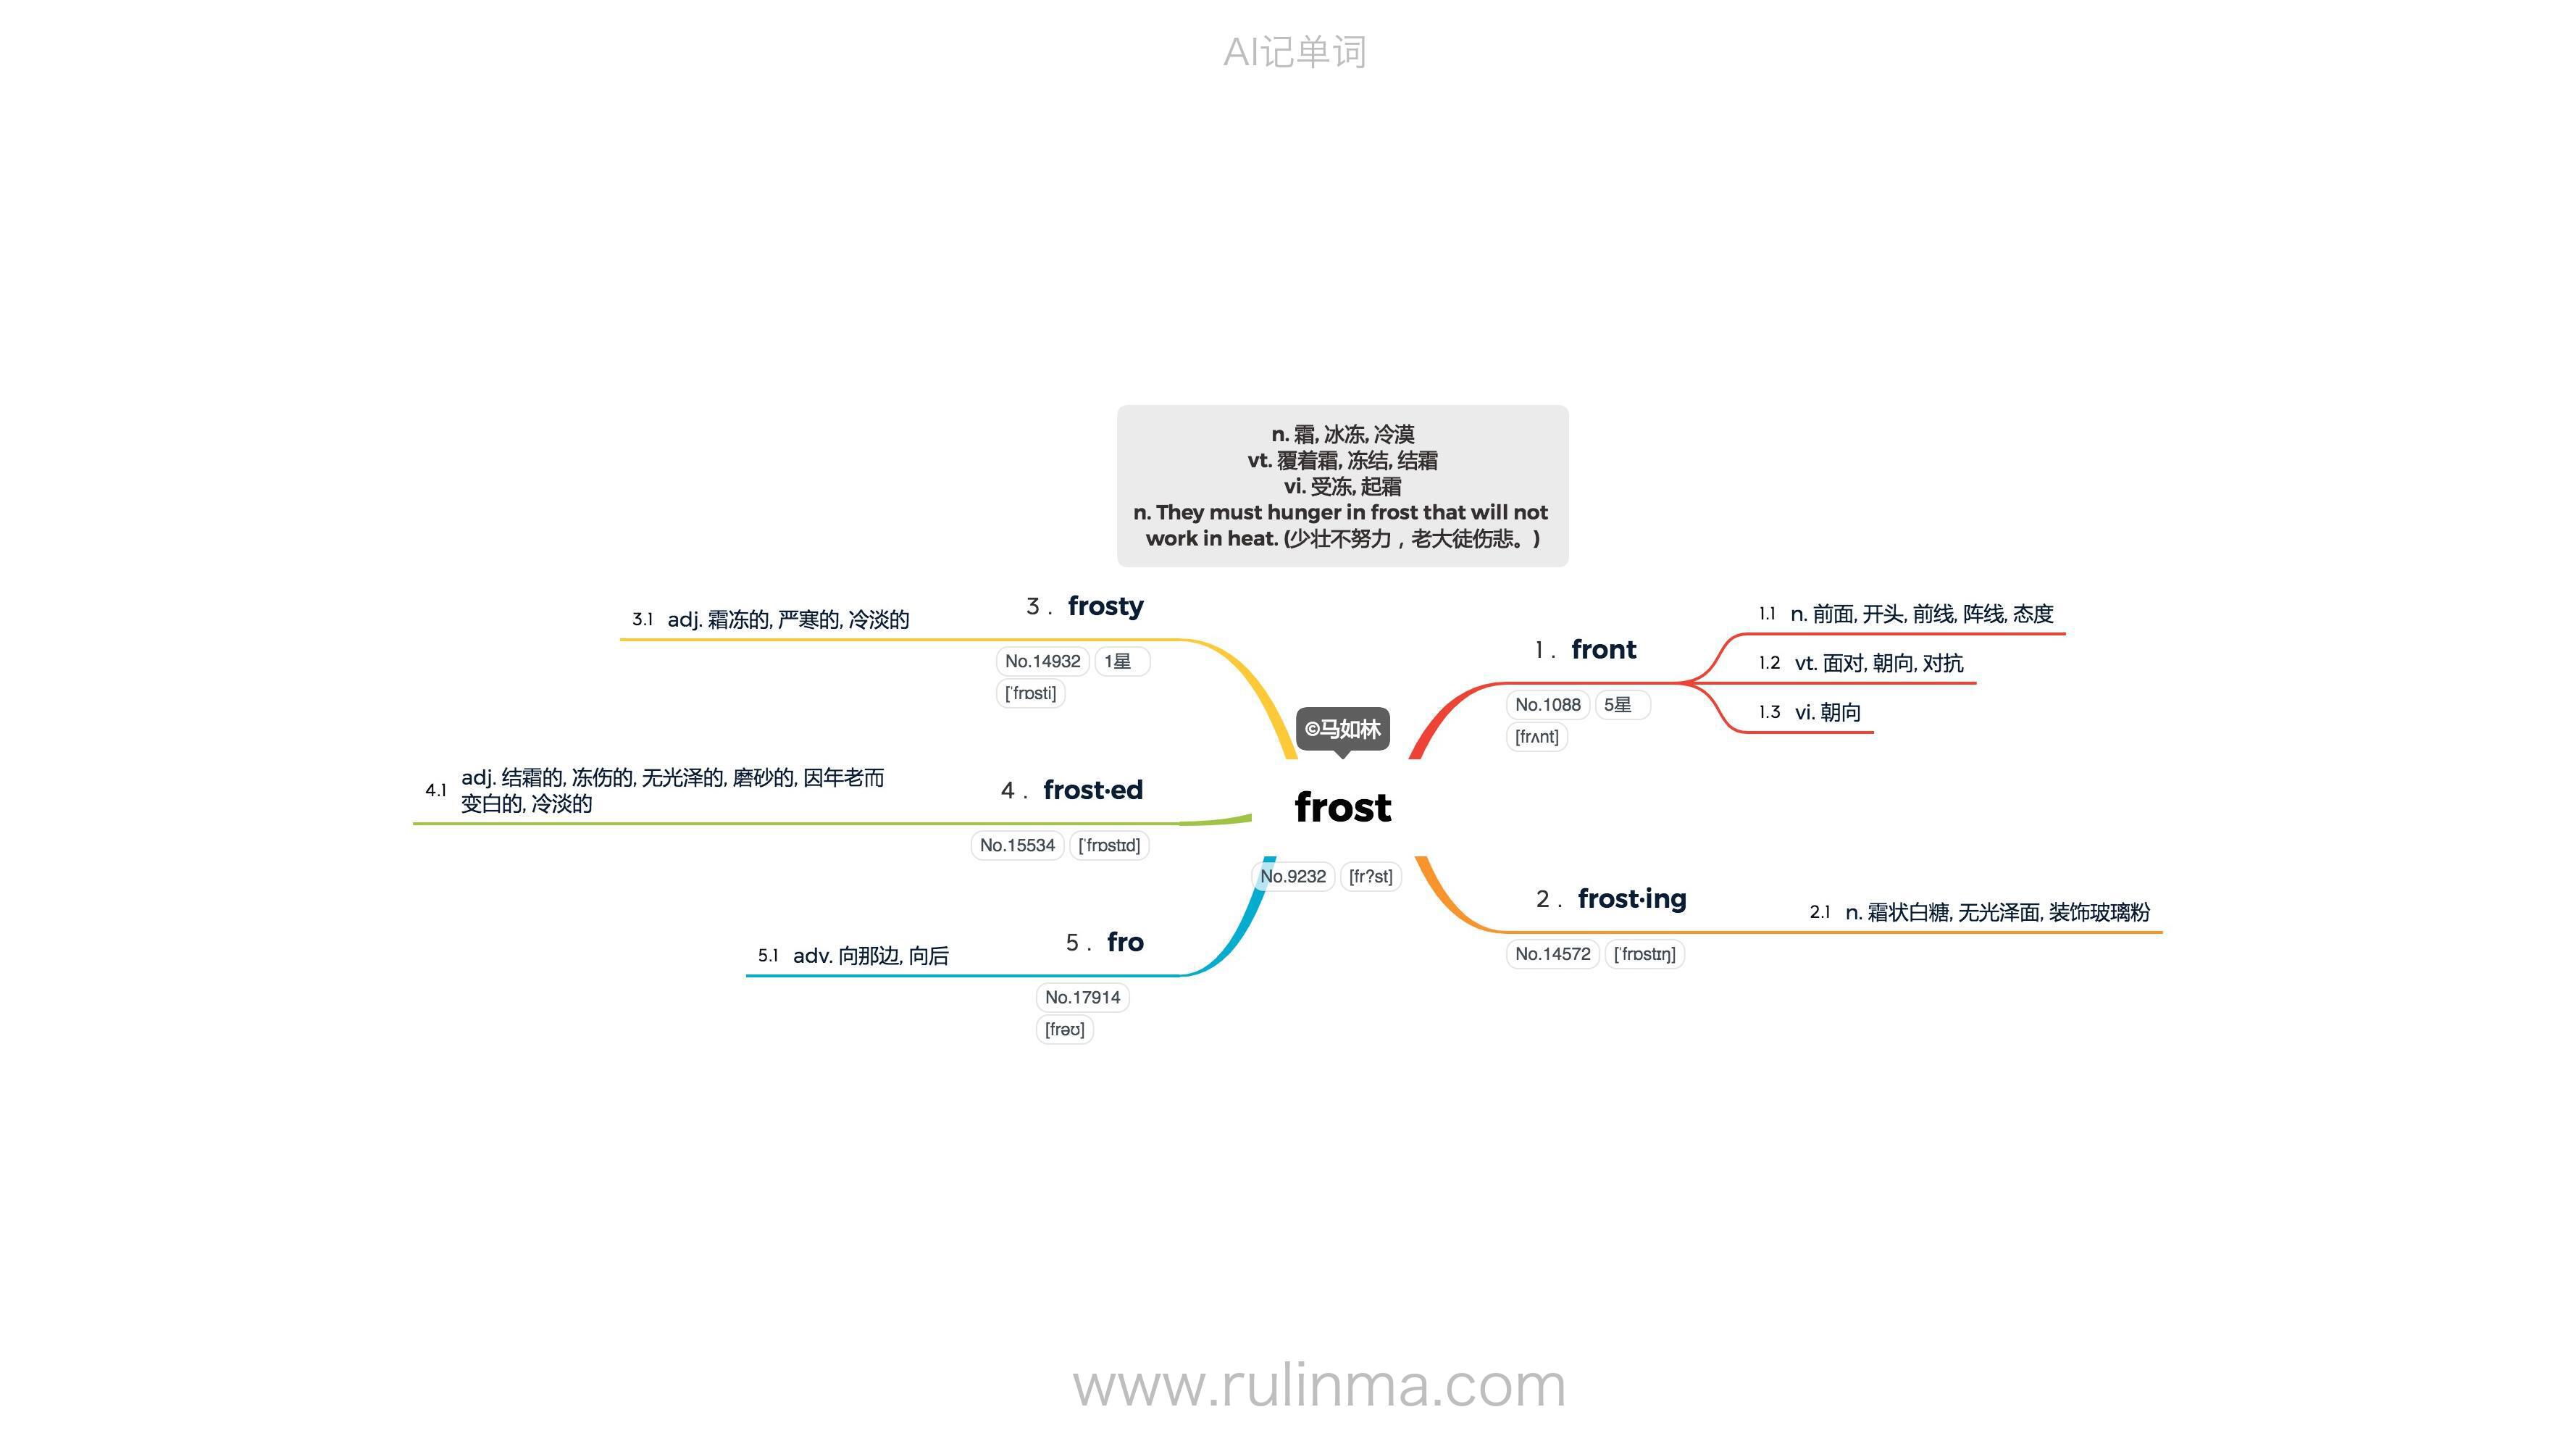 AI记单词
n. 霜, 冰冻, 冷漠
vt. 覆着霜, 冻结, 结霜
vi. 受冻, 起霜
n. They must hunger in frost that will not
work in heat. (少壮不努力，老大徒伤悲。)
©马如林
frost
No.9232 [fr?st]
1 . front
No.1088 5星
[frʌnt]
1.1 n. 前面, 开头, 前线, 阵线, 态度
1.2 vt. 面对, 朝向, 对抗
1.3 vi. 朝向
2 . frost·ing
No.14572 [ˈfrɒstɪŋ]
2.1 n. 霜状白糖, 无光泽面, 装饰玻璃粉
3 . frosty
No.14932 1星
[ˈfrɒsti]
3.1 adj. 霜冻的, 严寒的, 冷淡的
4 . frost·ed
No.15534 [ˈfrɒstɪd]
4.1 adj. 结霜的, 冻伤的, 无光泽的, 磨砂的, 因年老而
变白的, 冷淡的
5 . fro
No.17914
[frəʊ]
5.1 adv. 向那边, 向后
www.rulinma.com